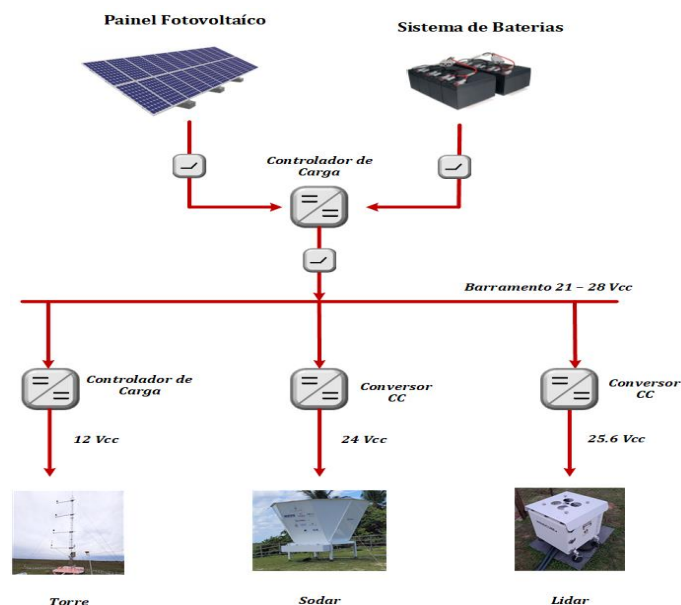 Painel Fotovoltaíco
Sistema de Baterias
Controlador de
Carga
Barramento 21 – 28 Vcc
Controlador de
Carga
Conversor
CC
Conversor
CC
12 Vcc
24 Vcc
25.6 Vcc
Torre
Sodar
Lidar